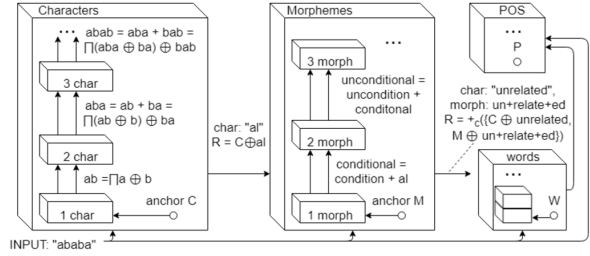 Characters
... abab = aba + bab =
∏(aba ⊕ ba) ⊕ bab
3 char
aba = ab + ba =
∏(ab ⊕ b) ⊕ ba
2 char
ab =∏a ⊕ b
anchor C
1 char
INPUT: "ababa"
char: "al"
R = C⊕al
Morphemes
...
3 morph
unconditional =
uncondition +
conditonal
2 morph
conditional =
condition + al
anchor M
1 morph
POS
...
P
char: "unrelated",
morph: un+relate+ed
R = +c({C ⊕ unrelated,
M ⊕ un+relate+ed})
words
...
W